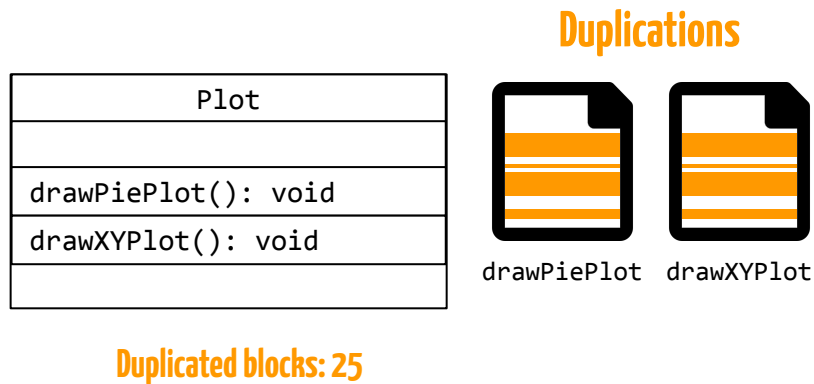 Duplications
Plot
drawPiePlot(): void
drawXYPlot(): void
drawPiePlot drawXYPlot
Duplicated blocks: 25